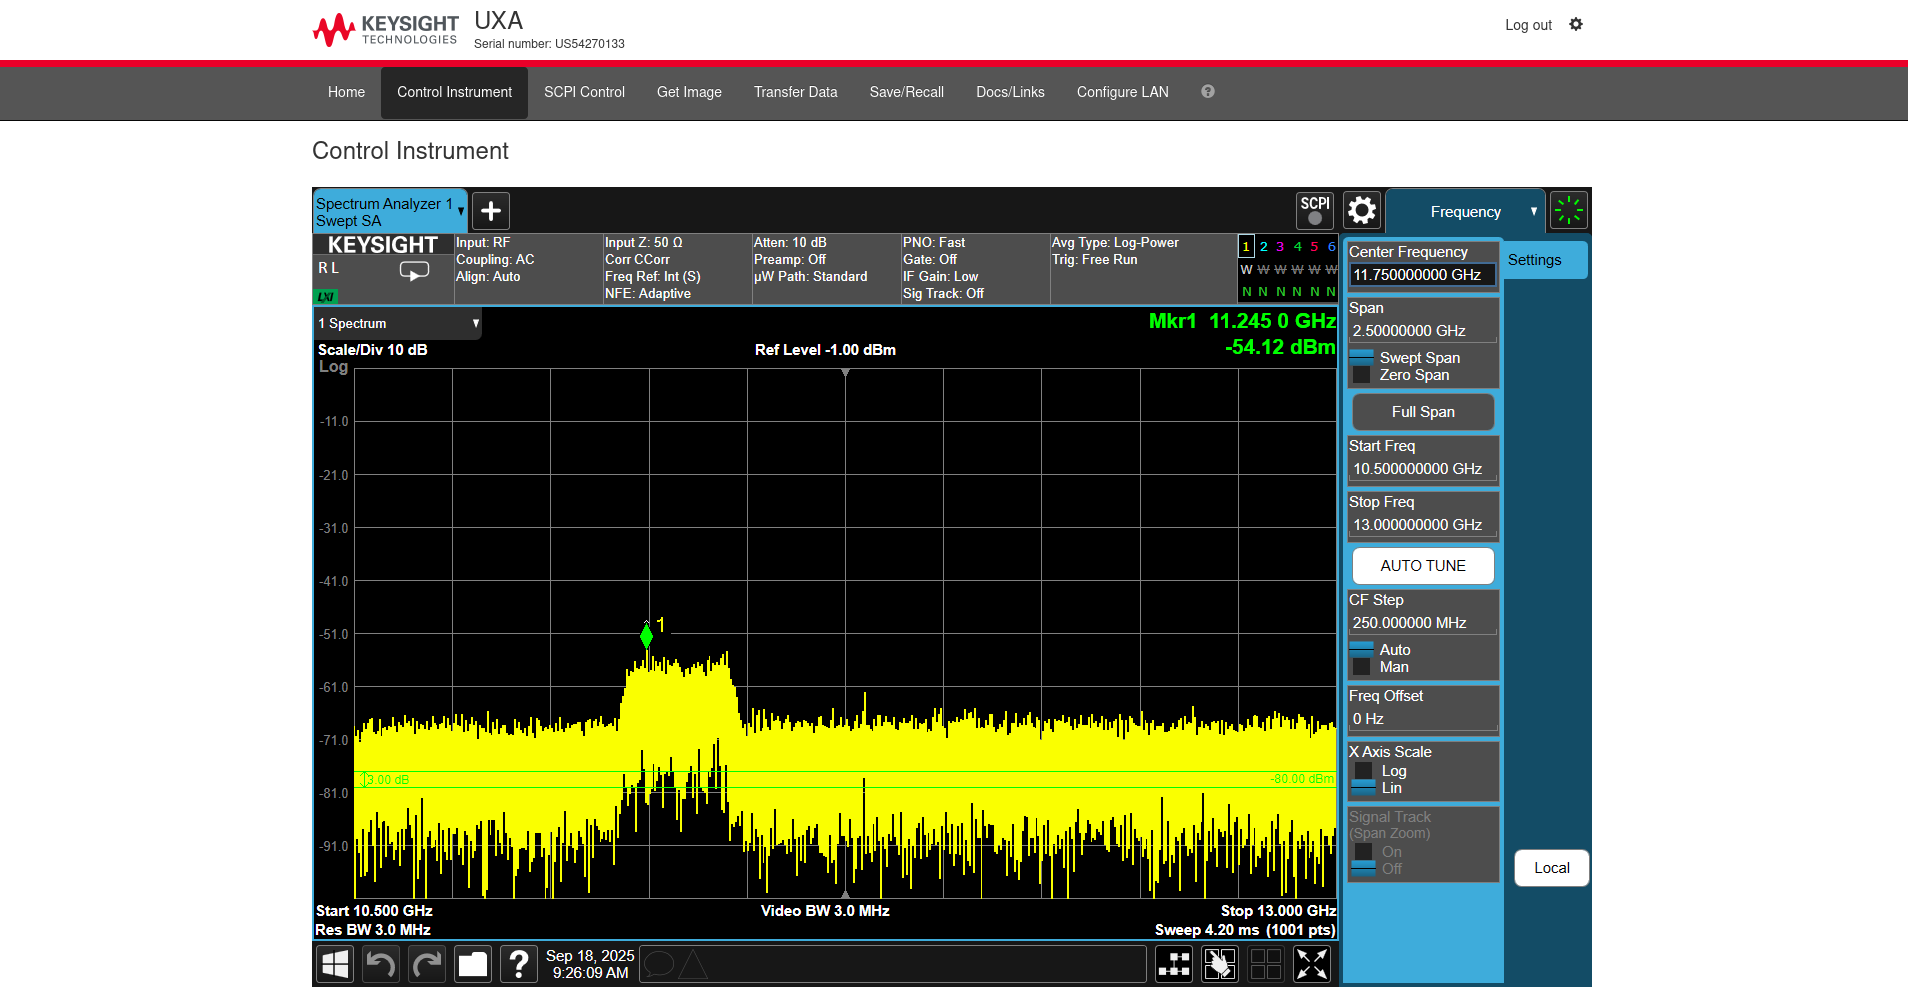 KEYSIGHT
TECHNOLOGIES
UXA
Serial number: US54270133
Log out
Home
Control Instrument
SCPI Control
Get Image
Transfer Data
Save/Recall
Docs/Links
Configure LAN
?
Control Instrument
Spectrum Analyzer 1
Swept SA
SCPI
Frequency
KEYSIGHT
R L
LXI
Input: RF
Coupling: AC
Align: Auto
Input Z: 50 Ω
Corr CCorr
Freq Ref: Int (S)
NFE: Adaptive
Atten: 10 dB
Preamp: Off
µW Path: Standard
PNO: Fast
Gate: Off
IF Gain: Low
Sig Track: Off
Avg Type: Log-Power
Trig: Free Run
1 2 3 4 5 6
W W W W W W
N N N N N N
1 Spectrum
Scale/Div 10 dB
Log
Ref Level -1.00 dBm
Mkr1 11.245 0 GHz
-54.12 dBm
-11.0
-21.0
-31.0
-41.0
-51.0
-61.0
-71.0
-81.0
-91.0
1
3.00 dB
-80.00 dBm
Start 10.500 GHz
Res BW 3.0 MHz
Video BW 3.0 MHz
Stop 13.000 GHz
Sweep 4.20 ms (1001 pts)
Center Frequency
11.750000000 GHz
Span
2.50000000 GHz
Swept Span
Zero Span
Full Span
Start Freq
10.500000000 GHz
Stop Freq
13.000000000 GHz
AUTO TUNE
CF Step
250.000000 MHz
Auto
Man
Freq Offset
0 Hz
X Axis Scale
Log
Lin
Signal Track
(Span Zoom)
On
Off
Settings
Local
?
Sep 18, 2025
9:26:09 AM